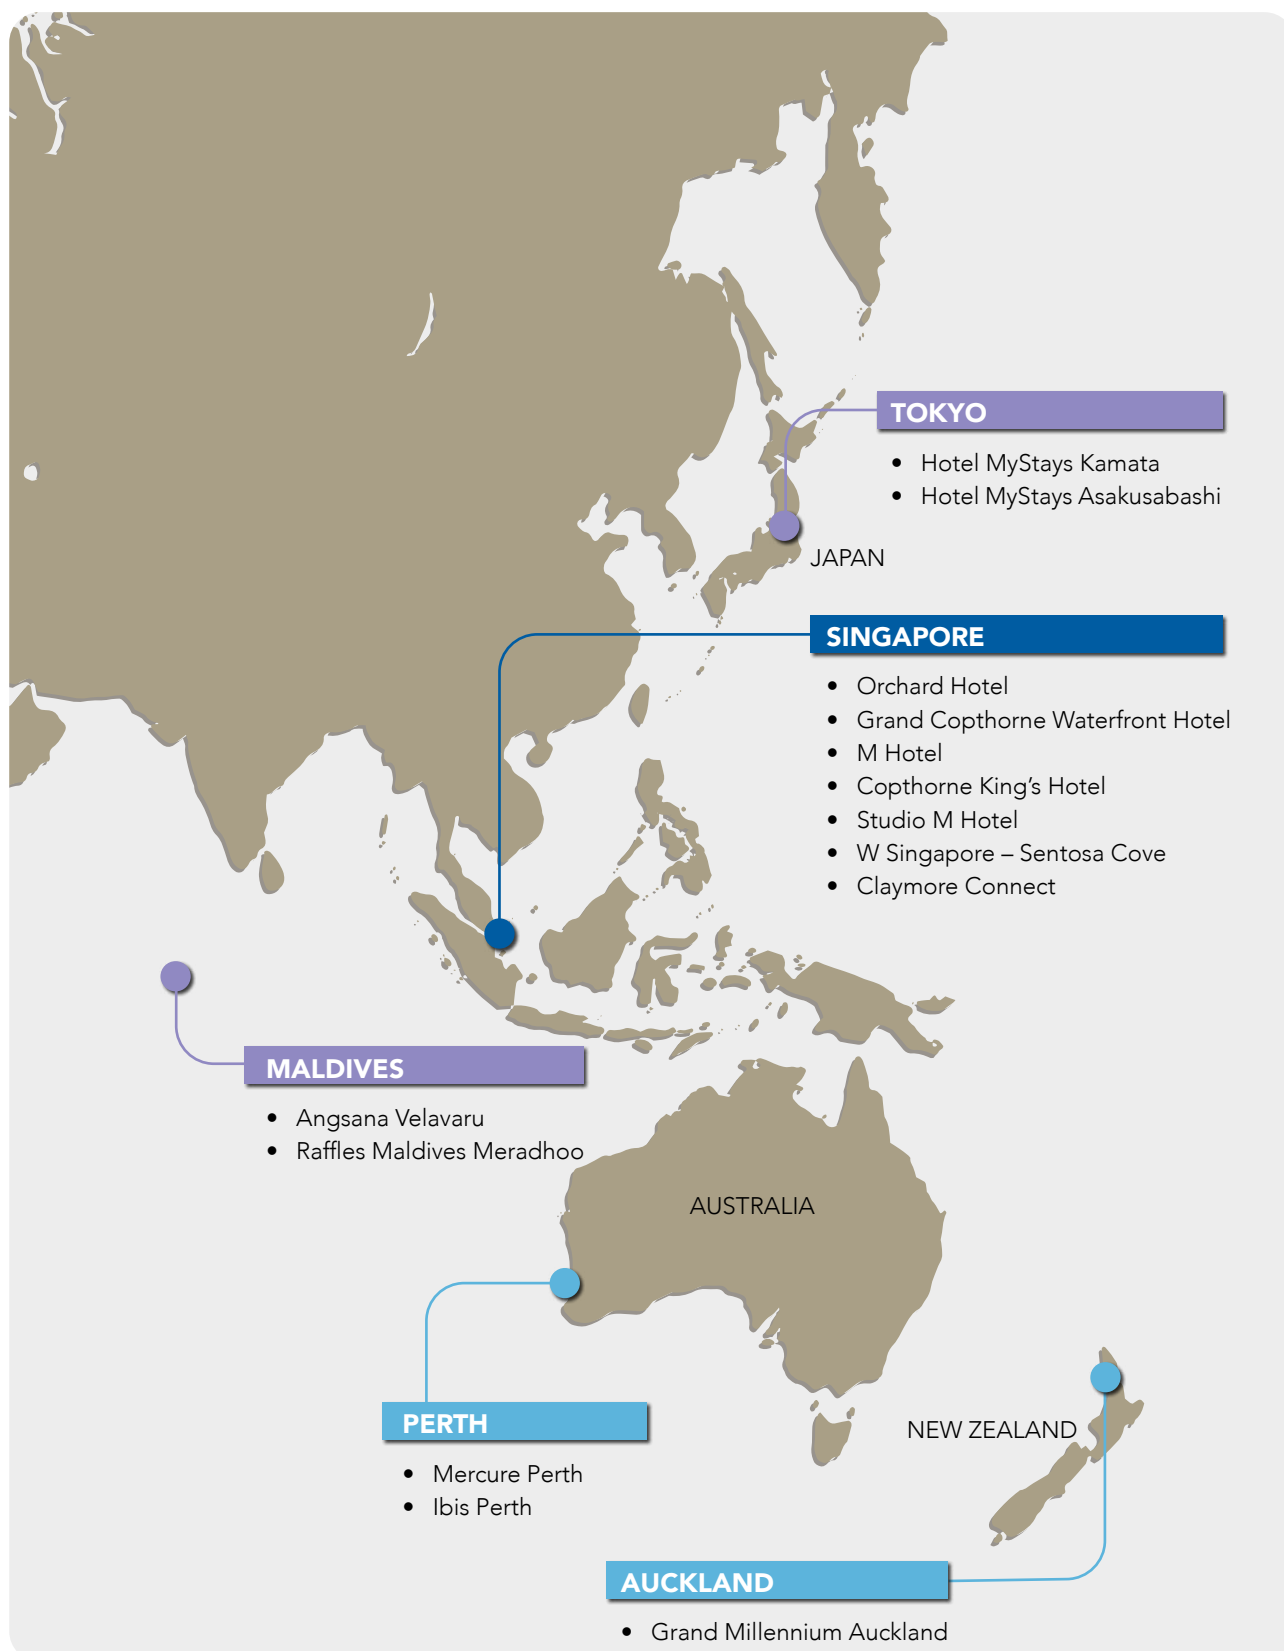 TOKYO
• Hotel MyStays Kamata
• Hotel MyStays Asakusabashi
JAPAN
SINGAPORE
• Orchard Hotel
• Grand Copthorne Waterfront Hotel
• M Hotel
• Copthorne King’s Hotel
• Studio M Hotel
• W Singapore – Sentosa Cove
• Claymore Connect
MALDIVES
• Angsana Velavaru
• Raffles Maldives Meradhoo
AUSTRALIA
PERTH
• Mercure Perth
• Ibis Perth
NEW ZEALAND
AUCKLAND
• Grand Millennium Auckland